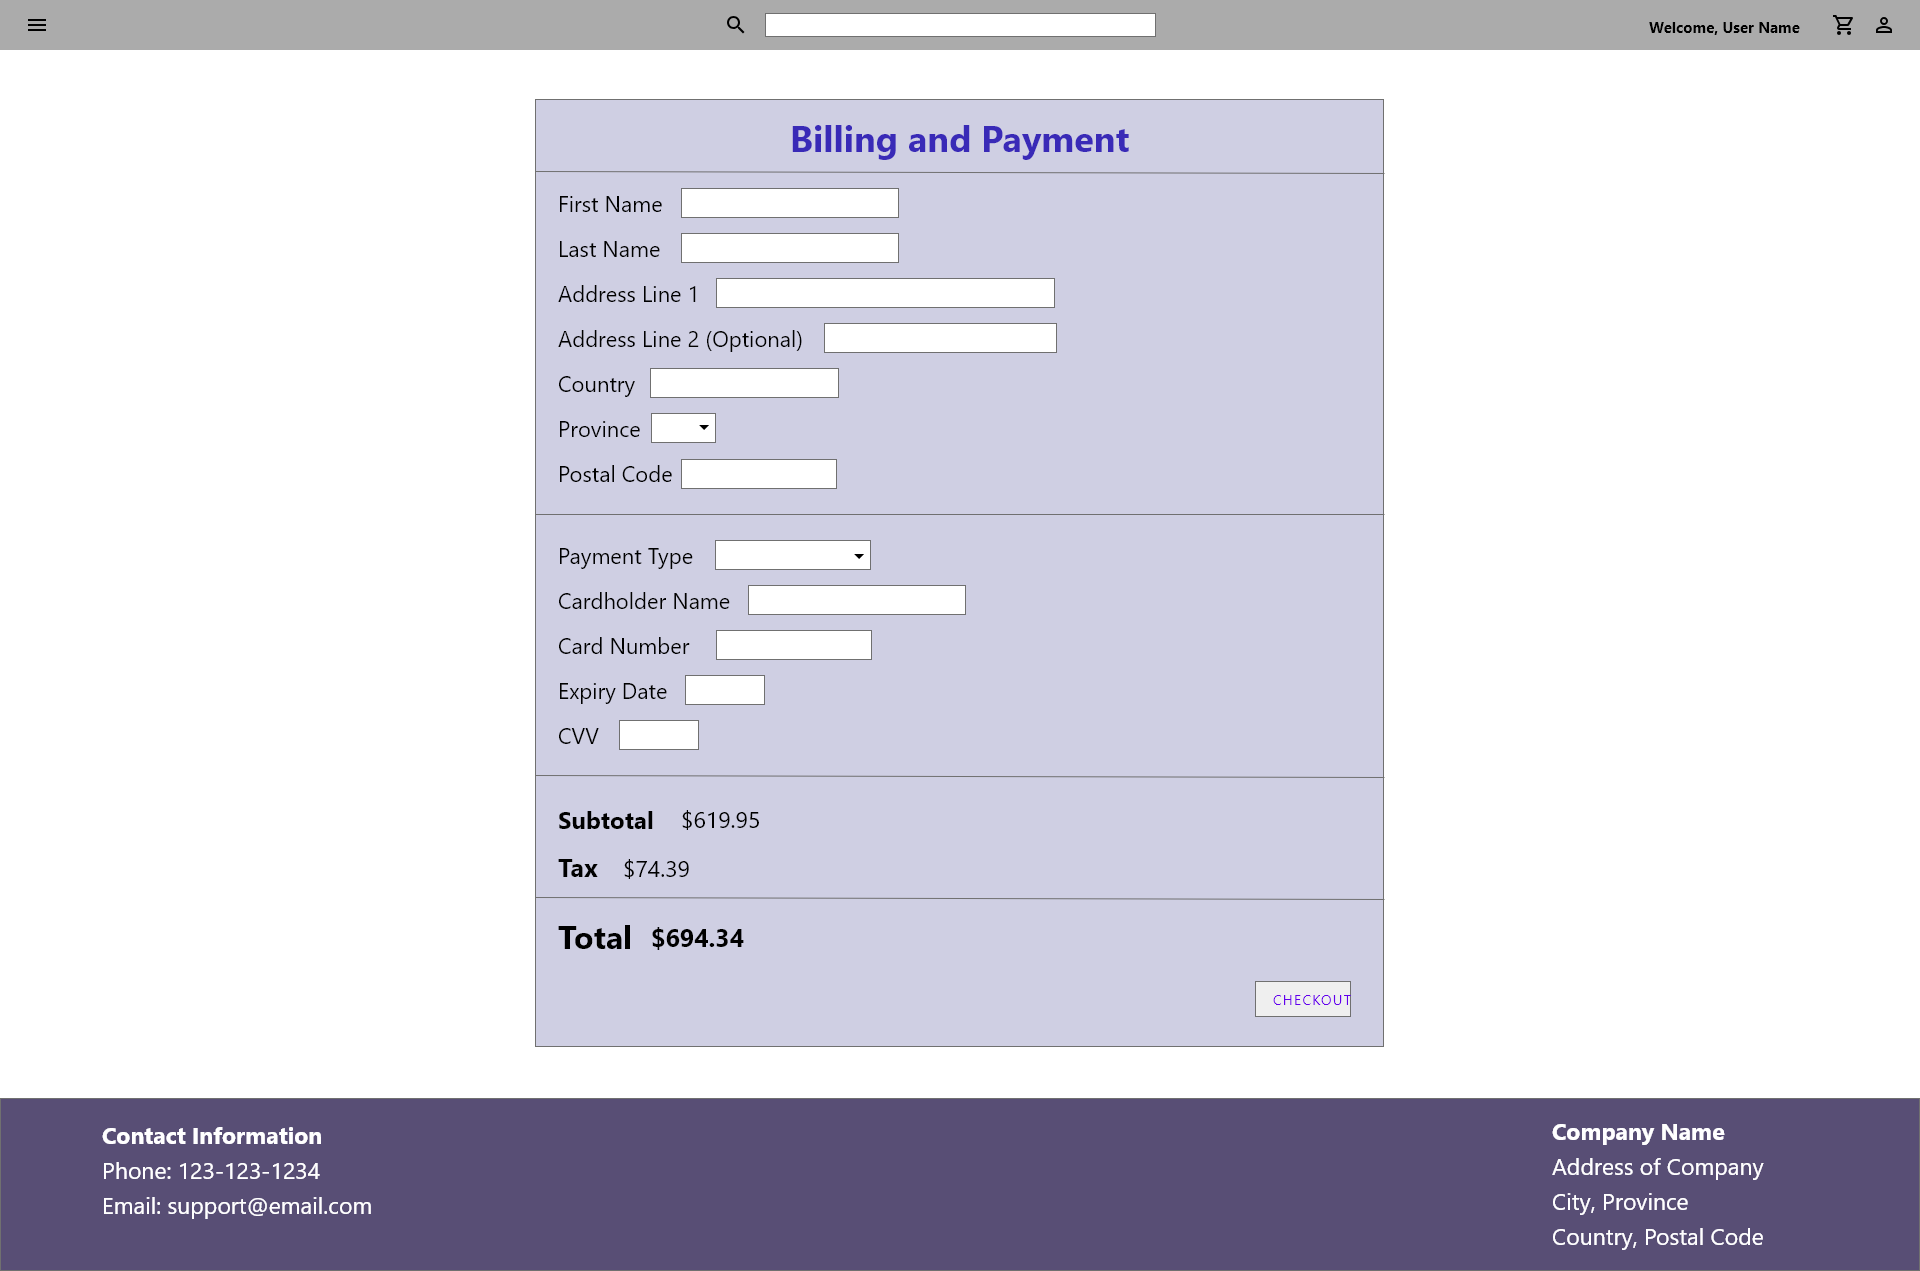 Welcome, User Name
Billing and Payment
First Name
Last Name
Address Line 1
Address Line 2 (Optional)
Country
Province
Postal Code
Payment Type
Cardholder Name
Card Number
Expiry Date
CVV
Subtotal $619.95
Tax $74.39
Total $694.34
CHECKOUT
Contact Information
Phone: 123-123-1234
Email: support@email.com
Company Name
Address of Company
City, Province
Country, Postal Code